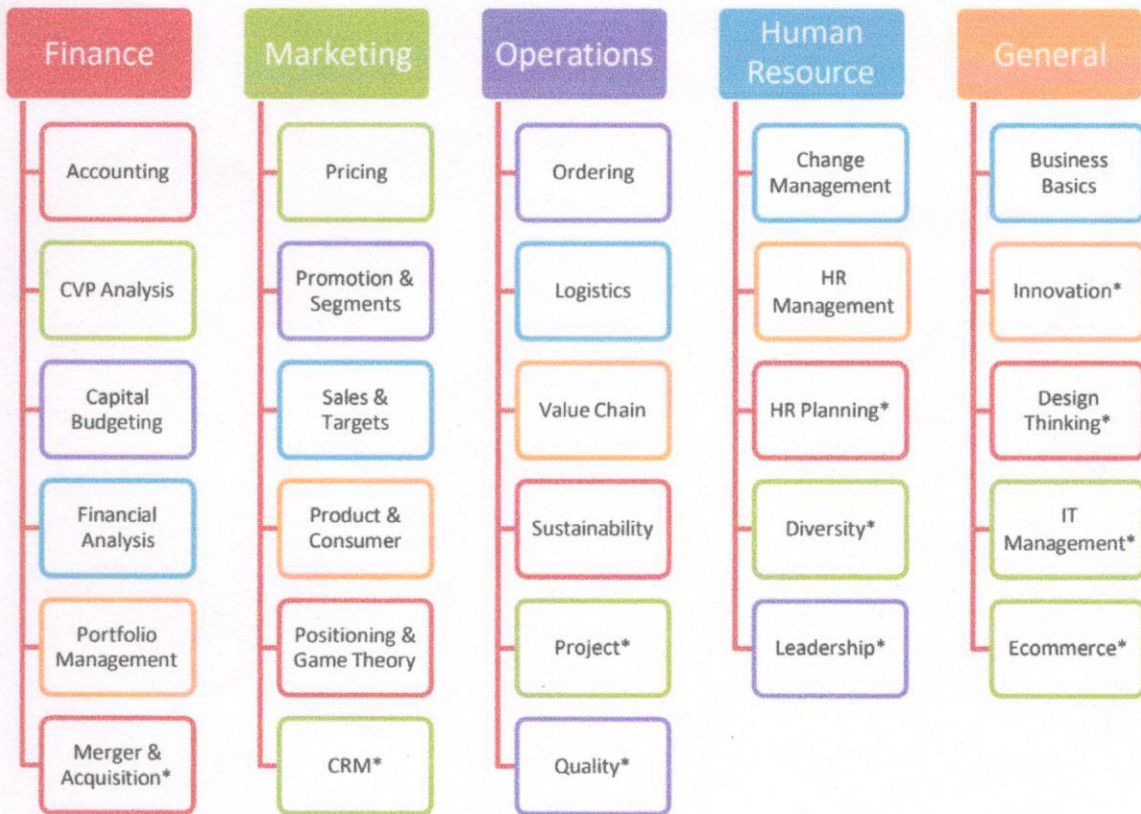 Finance
Accounting
CVP Analysis
Capital
Budgeting
Financial
Analysis
Portfolio
Management
Merger &
Acquisition*
Marketing
Pricing
Promotion &
Segments
Sales &
Targets
Product &
Consumer
Positioning &
Game Theory
CRM*
Operations
Ordering
Logistics
Value Chain
Sustainability
Project*
Quality*
Human
Resource
Change
Management
HR
Management
HR Planning*
Diversity*
Leadership*
General
Business
Basics
Innovation*
Design
Thinking*
IT
Management*
Ecommerce*